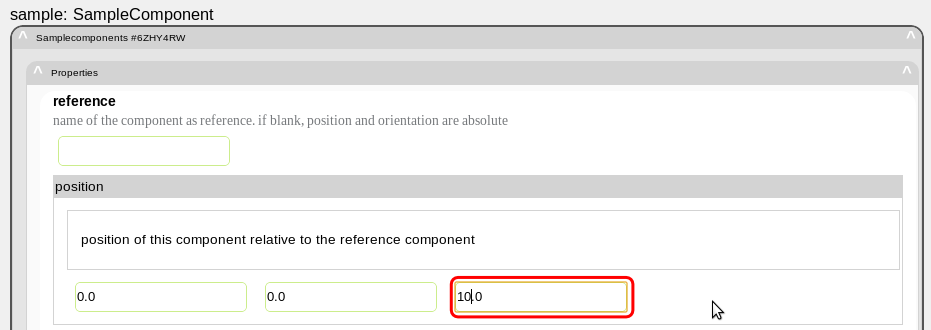 sample: SampleComponent
^ Samplecomponents #6ZHY4RW ^
^ Properties ^
reference
name of the component as reference. if blank, position and orientation are absolute
position
position of this component relative to the reference component
0.0 0.0 10.0